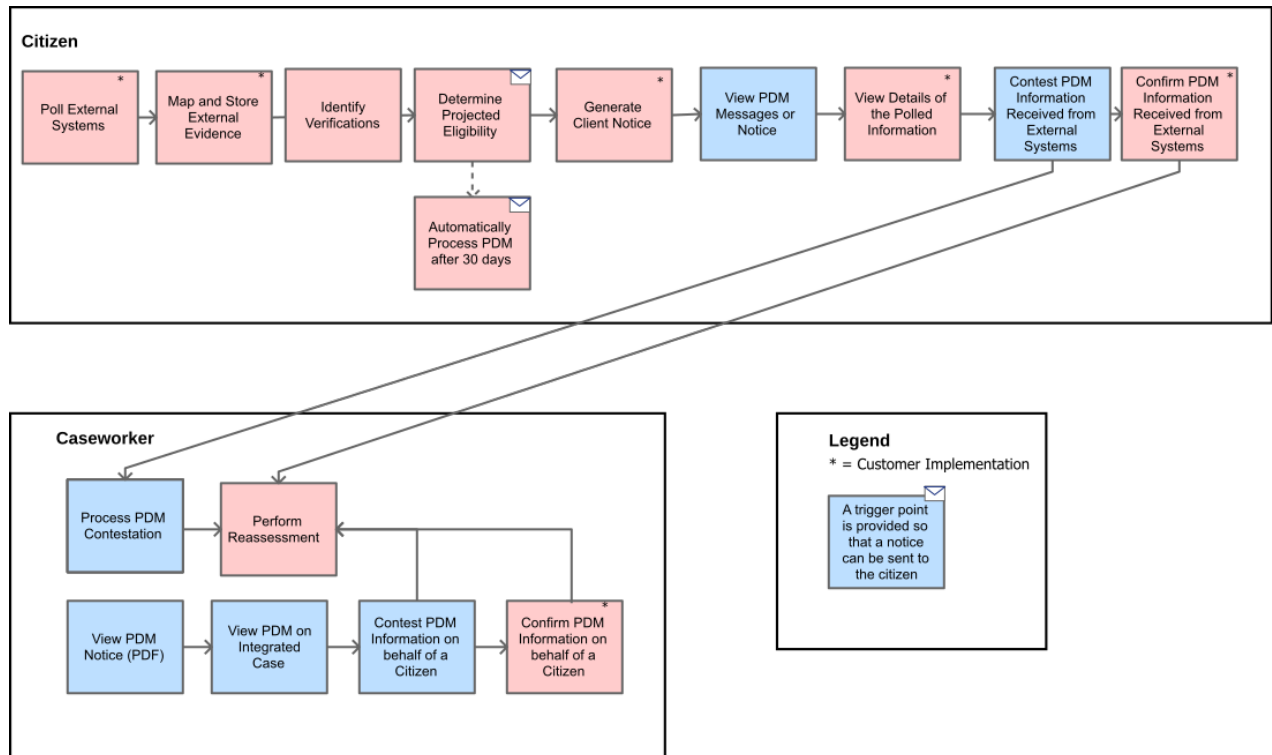 Citizen
*
Poll External
Systems
*
Map and Store
External
Evidence
Identify
Verifications
Determine
Projected
Eligibility
*
Generate
Client Notice
View PDM
Messages or
Notice
*
View Details of
the Polled
Information
Contest PDM
Information
Received from
External
Systems
*
Confirm PDM
Information
Received from
External
Systems
Automatically
Process PDM
after 30 days
Caseworker
Process PDM
Contestation
Perform
Reassessment
View PDM
Notice (PDF)
View PDM on
Integrated
Case
Contest PDM
Information on
behalf of a
Citizen
*
Confirm PDM
Information on
behalf of a
Citizen
Legend
* = Customer Implementation
A trigger point
is provided so
that a notice
can be sent to
the citizen